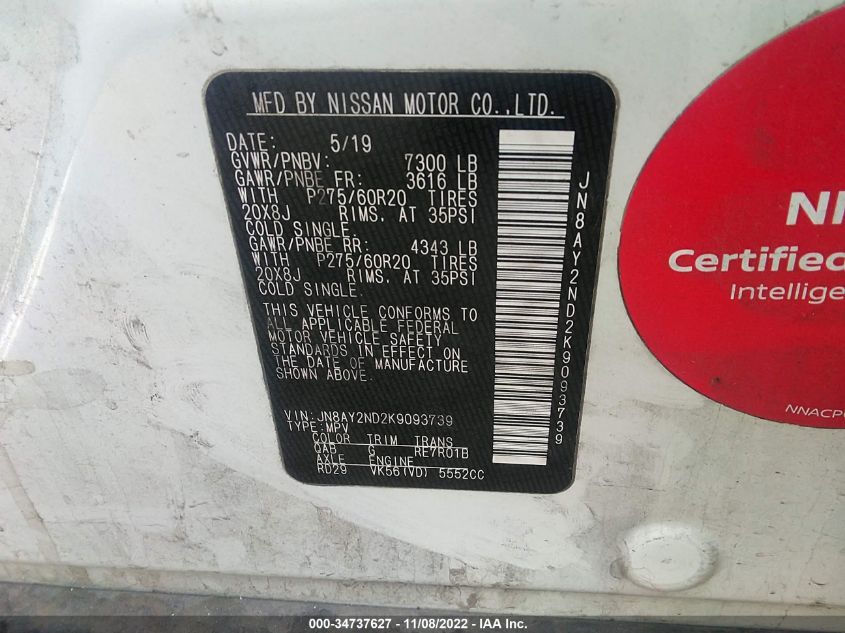 MFD BY NISSAN MOTOR CO.,LTD.
DATE: 5/19
GVWR/PNBV: 7300 LB
GAWR/PNBE FR: 3616 LB
WITH P275/60R20 TIRES
20X8J RIMS. AT 35PSI
COLD SINGLE.
GAWR/PNBE RR: 4343 LB
WITH P275/60R20 TIRES
20X8J RIMS. AT 35PSI
COLD SINGLE.
THIS VEHICLE CONFORMS TO
ALL APPLICABLE FEDERAL
MOTOR VEHICLE SAFETY
STANDARDS IN EFFECT ON
THE DATE OF MANUFACTURE
SHOWN ABOVE.
VIN: JN8AY2ND2K9093739
TYPE: MPV
COLOR TRIM TRANS
QAB G RE7R01B
AXLE ENGINE
RD29 VK56(VD) 5552CC
JN8AY2ND2K9093739
NI
Certified
Intellige
NNACP
000-34737627 - 11/08/2022 - IAA Inc.